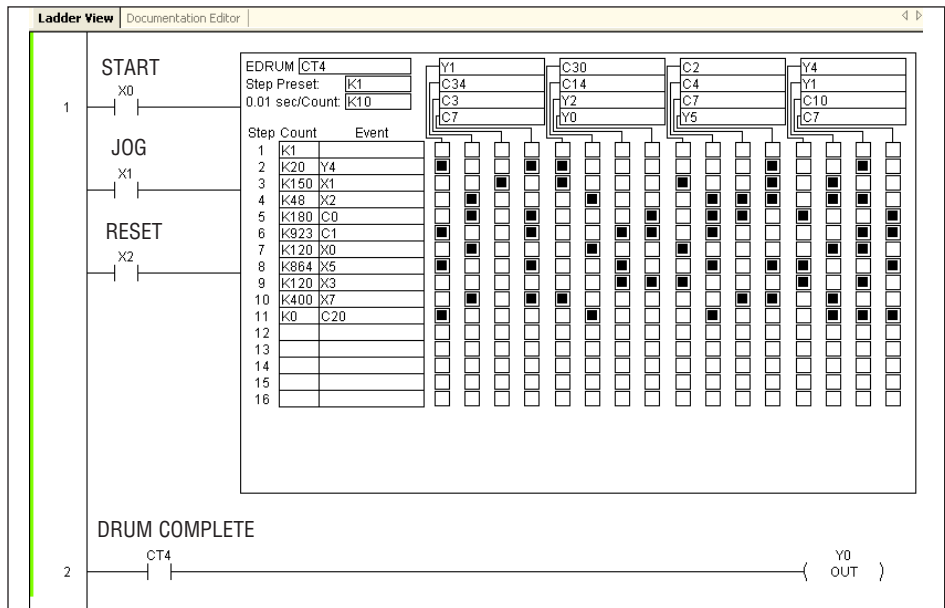 Ladder View Documentation Editor
START
X0
1
JOG
X1
RESET
X2
EDRUM CT4
Step Preset: K1
0.01 sec/Count: K10
Y1 C30 C2 Y4
C34 C14 C4 Y1
C3 Y2 C7 C10
C7 Y0 Y5 C7
Step Count Event
1 K1
2 K20 Y4
3 K150 X1
4 K48 X2
5 K180 C0
6 K923 C1
7 K120 X0
8 K864 X5
9 K120 X3
10 K400 X7
11 K0 C20
12
13
14
15
16
DRUM COMPLETE
CT4 Y0
2 ( OUT )